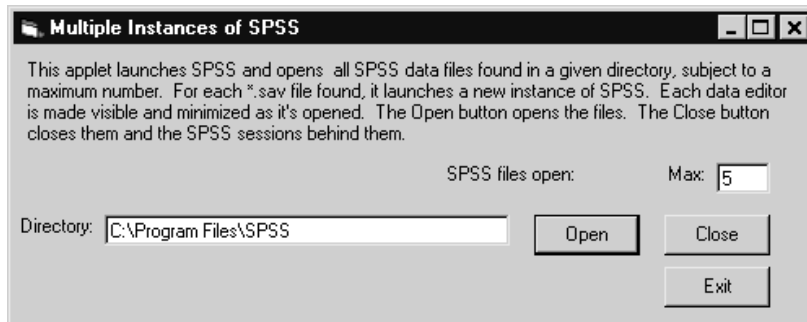 Multiple Instances of SPSS
This applet launches SPSS and opens all SPSS data files found in a given directory, subject to a
maximum number. For each *.sav file found, it launches a new instance of SPSS. Each data editor
is made visible and minimized as it's opened. The Open button opens the files. The Close button
closes them and the SPSS sessions behind them.
SPSS files open: Max: 5
Directory: C:\Program Files\SPSS Open Close
Exit